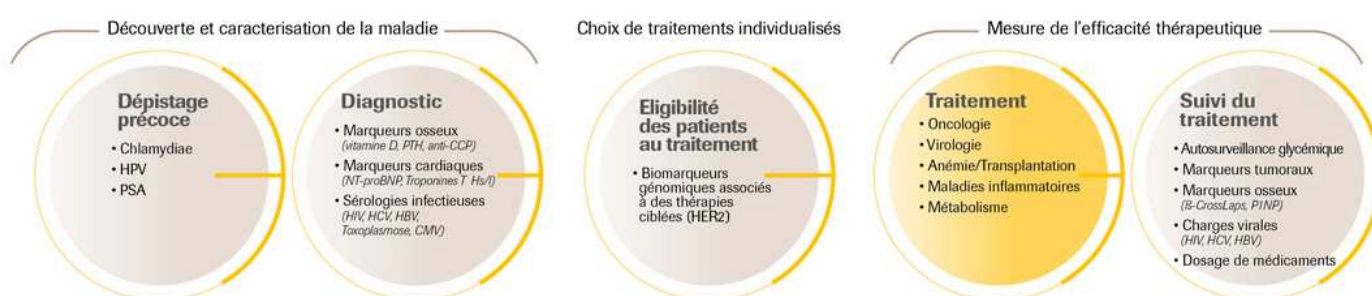 Découverte et caracterisation de la maladie
Choix de traitements individualisés
Mesure de l'efficacité thérapeutique
Dépistage
précoce
• Chlamydiae
• HPV
• PSA
Diagnostic
• Marqueurs osseux
(vitamine D, PTH, anti-CCP)
• Marqueurs cardiaques
(NT-proBNP, Troponines T Hs/I)
• Sérologies infectieuses
(HIV, HCV, HBV,
Toxoplasmose, CMV)
Eligibilité
des patients
au traitement
• Biomarqueurs
génomiques associés
à des thérapies
ciblées (HER2)
Traitement
• Oncologie
• Virologie
• Anémie/Transplantation
• Maladies inflammatoires
• Métabolisme
Suivi du
traitement
• Autosurveillance glycémique
• Marqueurs tumoraux
• Marqueurs osseux
(ß-CrossLaps, P1NP)
• Charges virales
(HIV, HCV, HBV)
• Dosage de médicaments